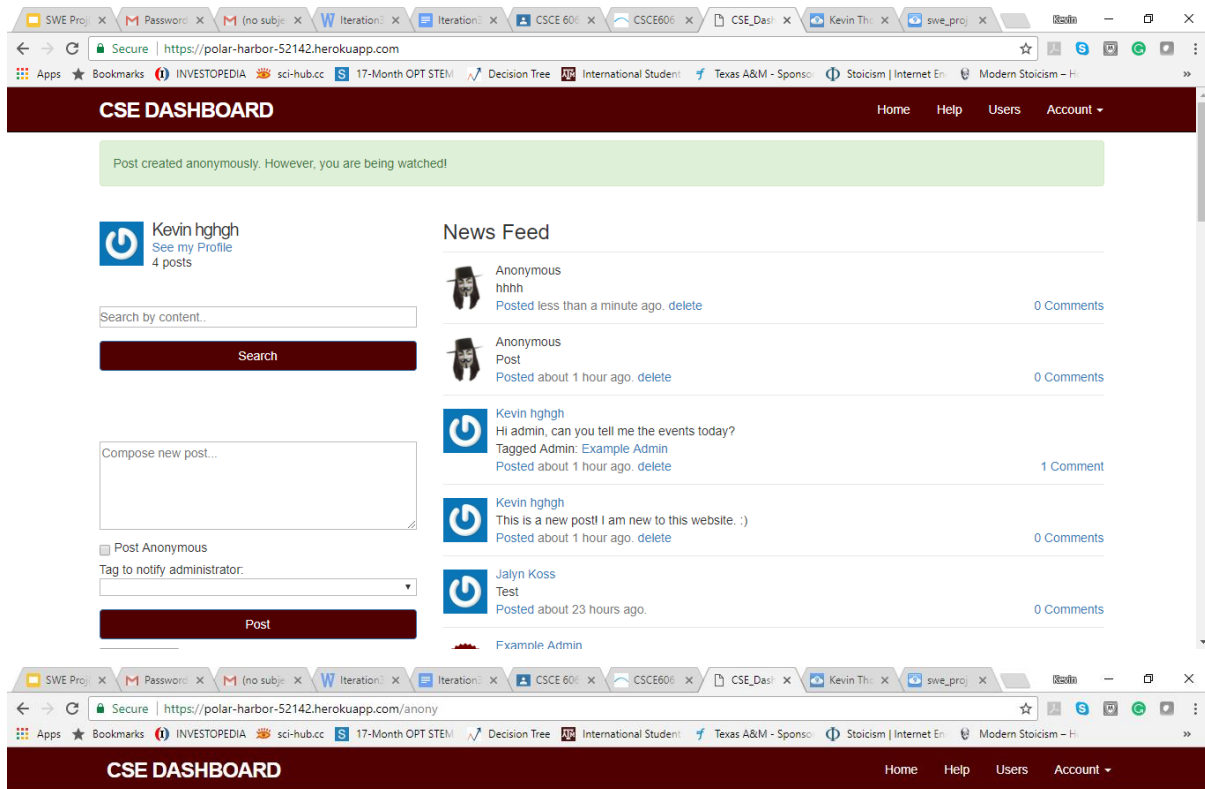 SWE Proj M Password M (no subje W Iteration3 Iteration3 CSCE 606 CSCE606 CSE_Dash Kevin Tho swe_proj Kevin
Secure | https://polar-harbor-52142.herokuapp.com
Apps Bookmarks INVESTOPEDIA sci-hub.cc S 17-Month OPT STEM Decision Tree International Student Texas A&M - Sponso Stoicism | Internet En Modern Stoicism – H »
CSE DASHBOARD Home Help Users Account
Post created anonymously. However, you are being watched!
Kevin hghgh
See my Profile
4 posts
Search by content..
Search
Compose new post...
Post Anonymous
Tag to notify administrator:
Post
News Feed
Anonymous
hhhh
Posted less than a minute ago. delete 0 Comments
Anonymous
Post
Posted about 1 hour ago. delete 0 Comments
Kevin hghgh
Hi admin, can you tell me the events today?
Tagged Admin: Example Admin
Posted about 1 hour ago. delete 1 Comment
Kevin hghgh
This is a new post! I am new to this website. :)
Posted about 1 hour ago. delete 0 Comments
Jalyn Koss
Test
Posted about 23 hours ago. 0 Comments
Example Admin
SWE Proj M Password M (no subje W Iteration3 Iteration3 CSCE 606 CSCE606 CSE_Dash Kevin Tho swe_proj Kevin
Secure | https://polar-harbor-52142.herokuapp.com/anony
Apps Bookmarks INVESTOPEDIA sci-hub.cc S 17-Month OPT STEM Decision Tree International Student Texas A&M - Sponso Stoicism | Internet En Modern Stoicism – H »
CSE DASHBOARD Home Help Users Account